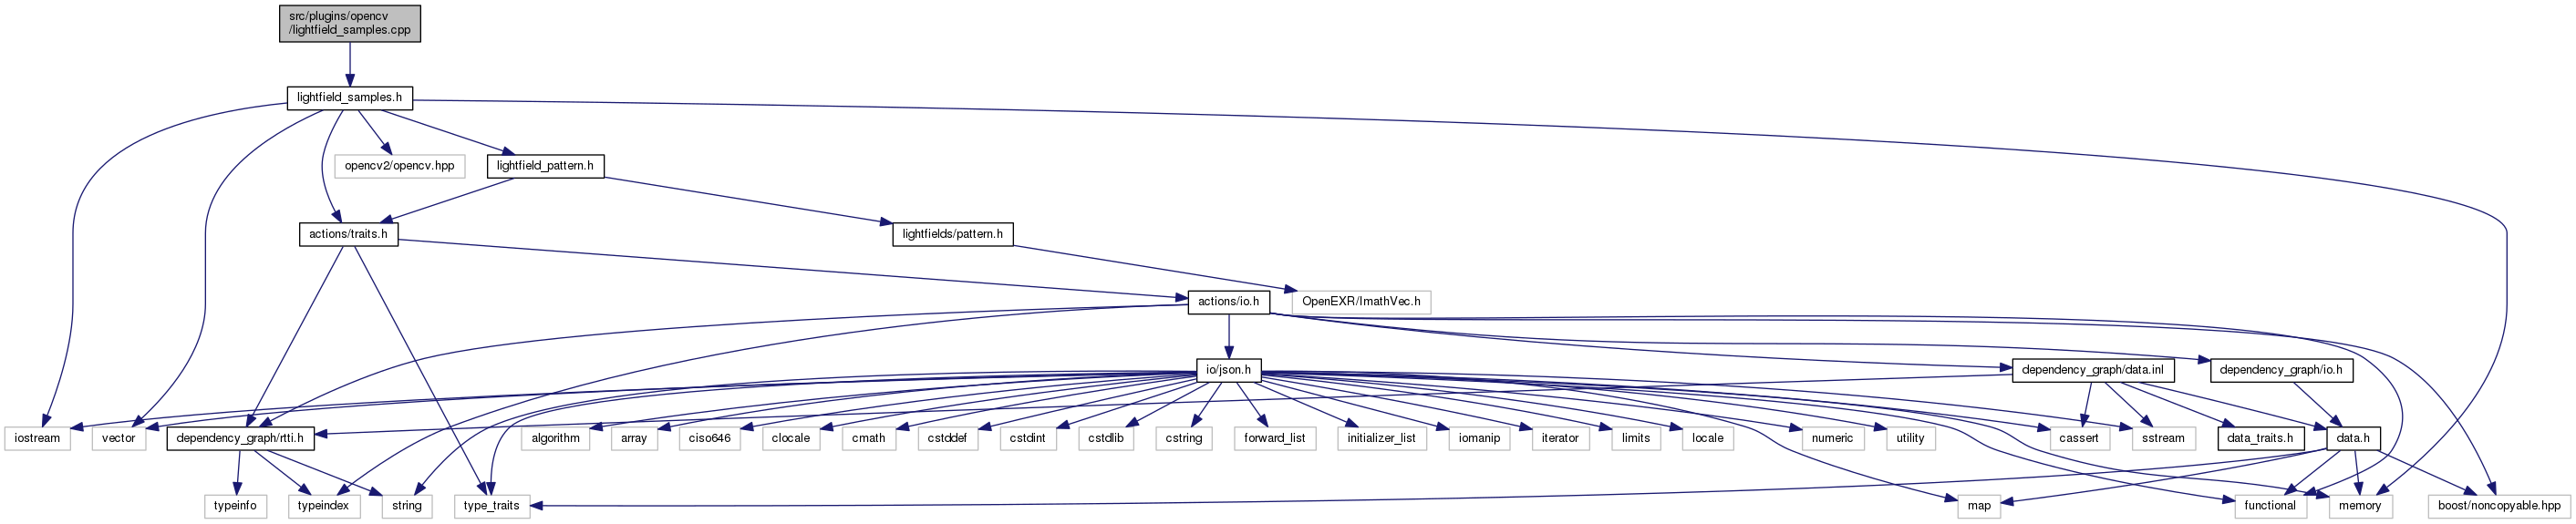 src/plugins/opencv
/lightfield_samples.cpp
lightfield_samples.h
opencv2/opencv.hpp
lightfield_pattern.h
actions/traits.h
lightfields/pattern.h
actions/io.h
OpenEXR/ImathVec.h
io/json.h
dependency_graph/data.inl
dependency_graph/io.h
iostream
vector
dependency_graph/rtti.h
algorithm
array
ciso646
clocale
cmath
cstddef
cstdint
cstdlib
cstring
forward_list
initializer_list
iomanip
iterator
limits
locale
numeric
utility
cassert
sstream
data_traits.h
data.h
typeinfo
typeindex
string
type_traits
map
functional
memory
boost/noncopyable.hpp